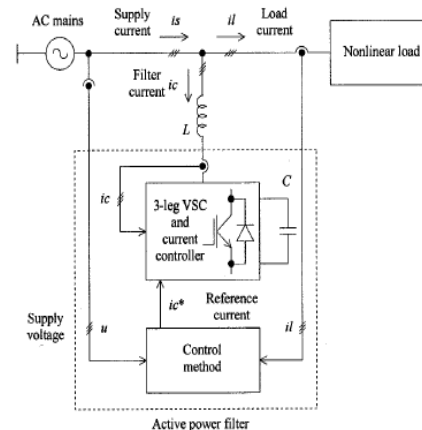 AC mains
Supply
current
is
il
Load
current
Nonlinear load
Filter
current
ic
L
ic
3-leg VSC
and
current
controller
C
ic*
Reference
current
Supply
voltage
u
il
Control
method
Active power filter